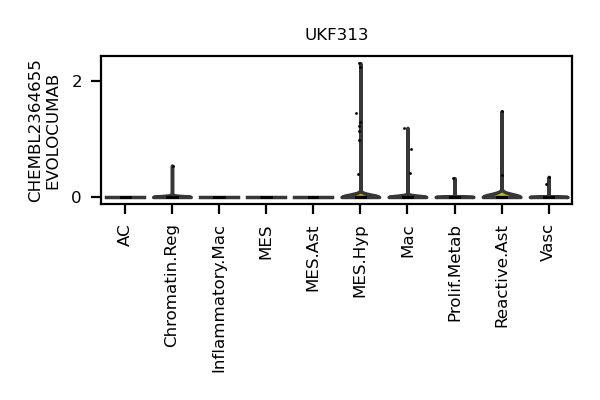 UKF313
CHEMBL2364655
EVOLOCUMAB
2
0
AC
Chromatin.Reg
Inflammatory.Mac
MES
MES.Ast
MES.Hyp
Mac
Prolif.Metab
Reactive.Ast
Vasc